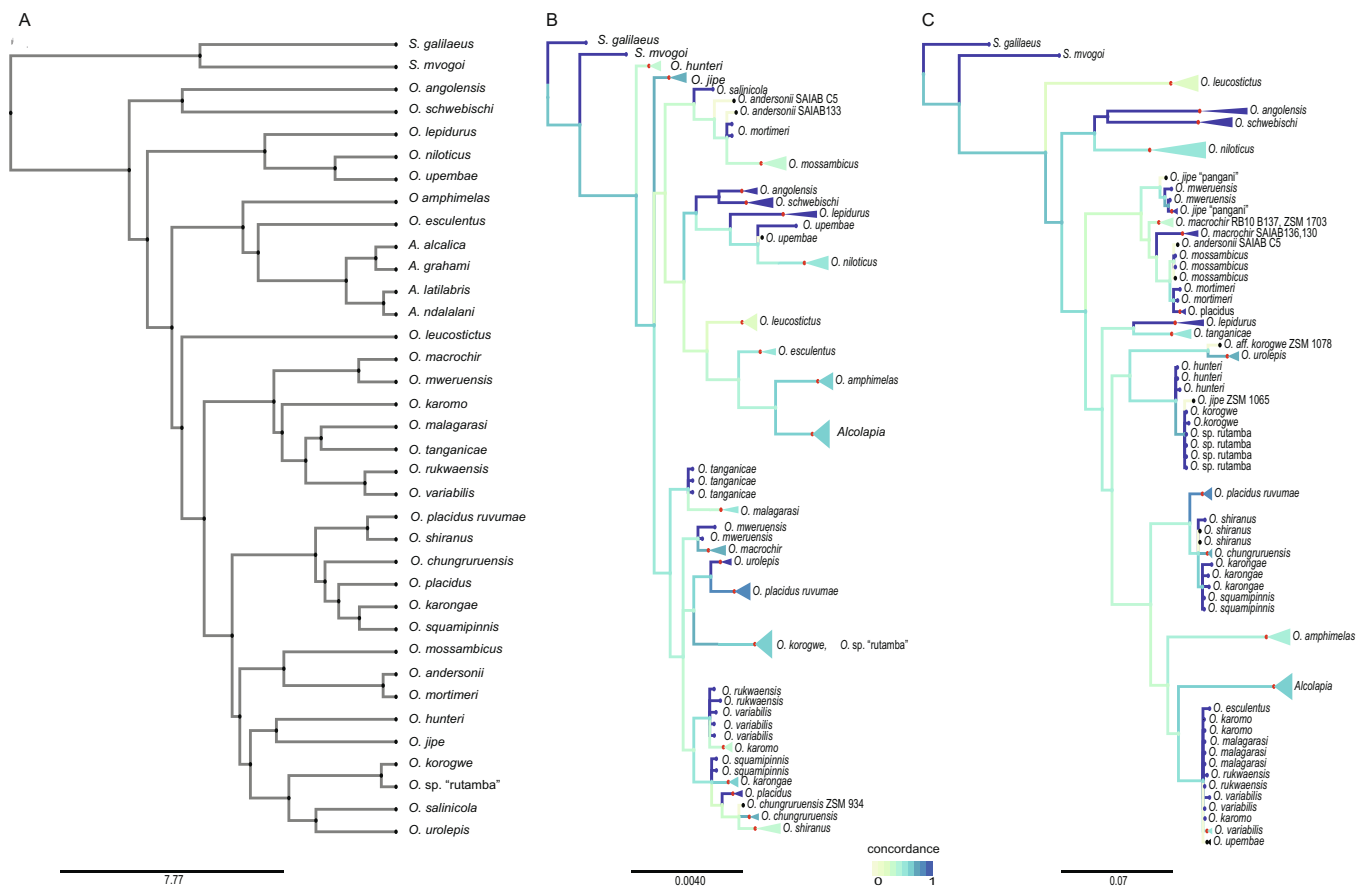 A
S. galilaeus
S. mvogoi
O. angolensis
O. schwebischi
O. lepidurus
O. niloticus
O. upembae
O amphimelas
O. esculentus
A. alcalica
A. grahami
A. latilabris
A. ndalalani
O. leucostictus
O. macrochir
O. mweruensis
O. karomo
O. malagarasi
O. tanganicae
O. rukwaensis
O. variabilis
O. placidus ruvumae
O. shiranus
O. chungruruensis
O. placidus
O. karongae
O. squamipinnis
O. mossambicus
O. andersonii
O. mortimeri
O. hunteri
O. jipe
O. korogwe
O. sp. “rutamba”
O. salinicola
O. urolepis
7.77
B
S. galilaeus
S. mvogoi
O. hunteri
O. jipe
O. salinicola
O. andersonii SAIAB C5
O. andersonii SAIAB133
O. mortimeri
O. mossambicus
O. angolensis
O. schwebischi
O. lepidurus
O. upembae
O. upembae
O. niloticus
O. leucostictus
O. esculentus
O. amphimelas
Alcolapia
O. tanganicae
O. tanganicae
O. tanganicae
O. malagarasi
O. mweruensis
O. mweruensis
O. macrochir
O. urolepis
O. placidus ruvumae
O. korogwe, O. sp. “rutamba”
O. rukwaensis
O. rukwaensis
O. variabilis
O. variabilis
O. variabilis
O. karomo
O. squamipinnis
O. squamipinnis
O. karongae
O. placidus
O. chungruruensis ZSM 934
O. chungruruensis
O. shiranus
0.0040
concordance
0 1
C
S. galilaeus
S. mvogoi
O. leucostictus
O. angolensis
O. schwebischi
O. niloticus
O. jipe “pangani”
O. mweruensis
O. mweruensis
O. jipe “pangani”
O. macrochir RB10 B137, ZSM 1703
O. macrochir SAIAB136,130
O. andersonii SAIAB C5
O. mossambicus
O. mossambicus
O. mossambicus
O. mortimeri
O. mortimeri
O. placidus
O. lepidurus
O. tanganicae
O. aff. korogwe ZSM 1078
O. urolepis
O. hunteri
O. hunteri
O. hunteri
O. jipe ZSM 1065
O. korogwe
O.korogwe
O. sp. rutamba
O. sp. rutamba
O. sp. rutamba
O. sp. rutamba
O. placidus ruvumae
O. shiranus
O. shiranus
O. shiranus
O. chungruruensis
O. karongae
O. karongae
O. karongae
O. squamipinnis
O. squamipinnis
O. amphimelas
Alcolapia
O. esculentus
O. karomo
O. karomo
O. malagarasi
O. malagarasi
O. malagarasi
O. rukwaensis
O. rukwaensis
O. variabilis
O. variabilis
O. karomo
O. variabilis
O. upembae
0.07